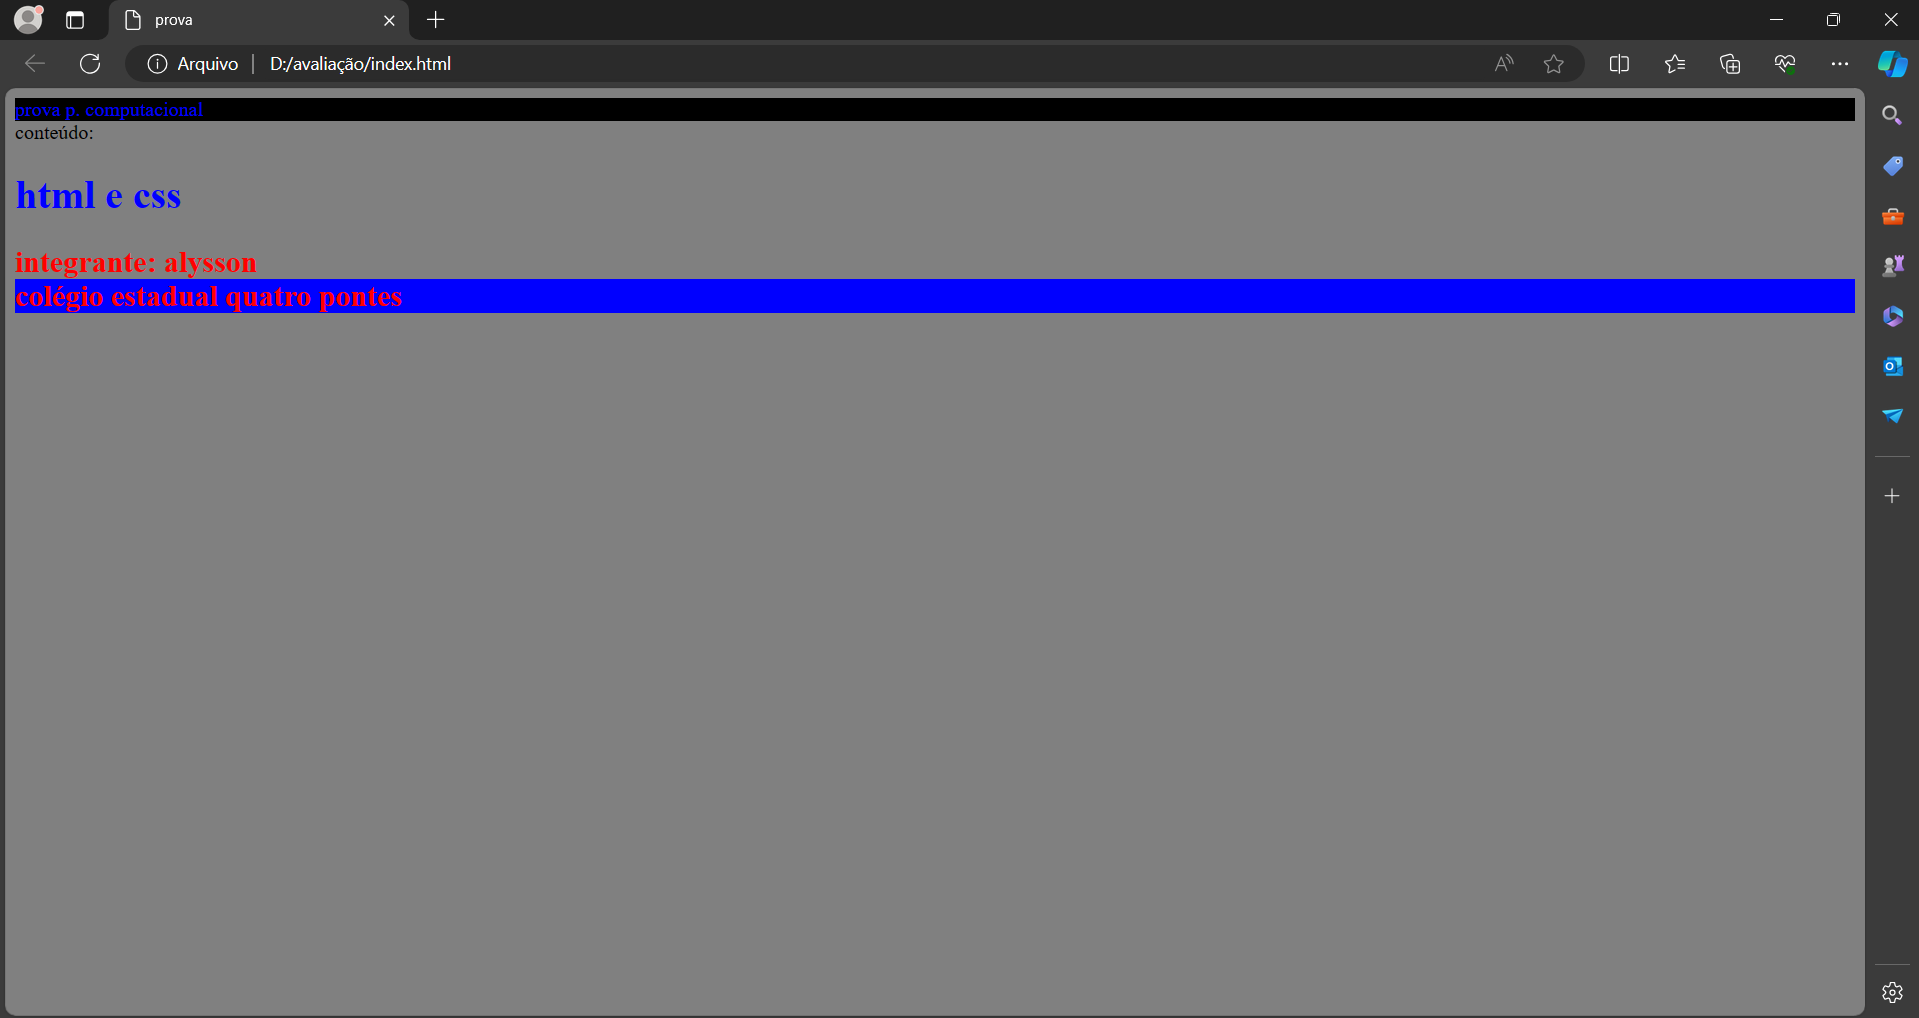 prova
Arquivo D:/avaliação/index.html
prova p. computacional
conteúdo:
html e css
integrante: alysson
colégio estadual quatro pontes